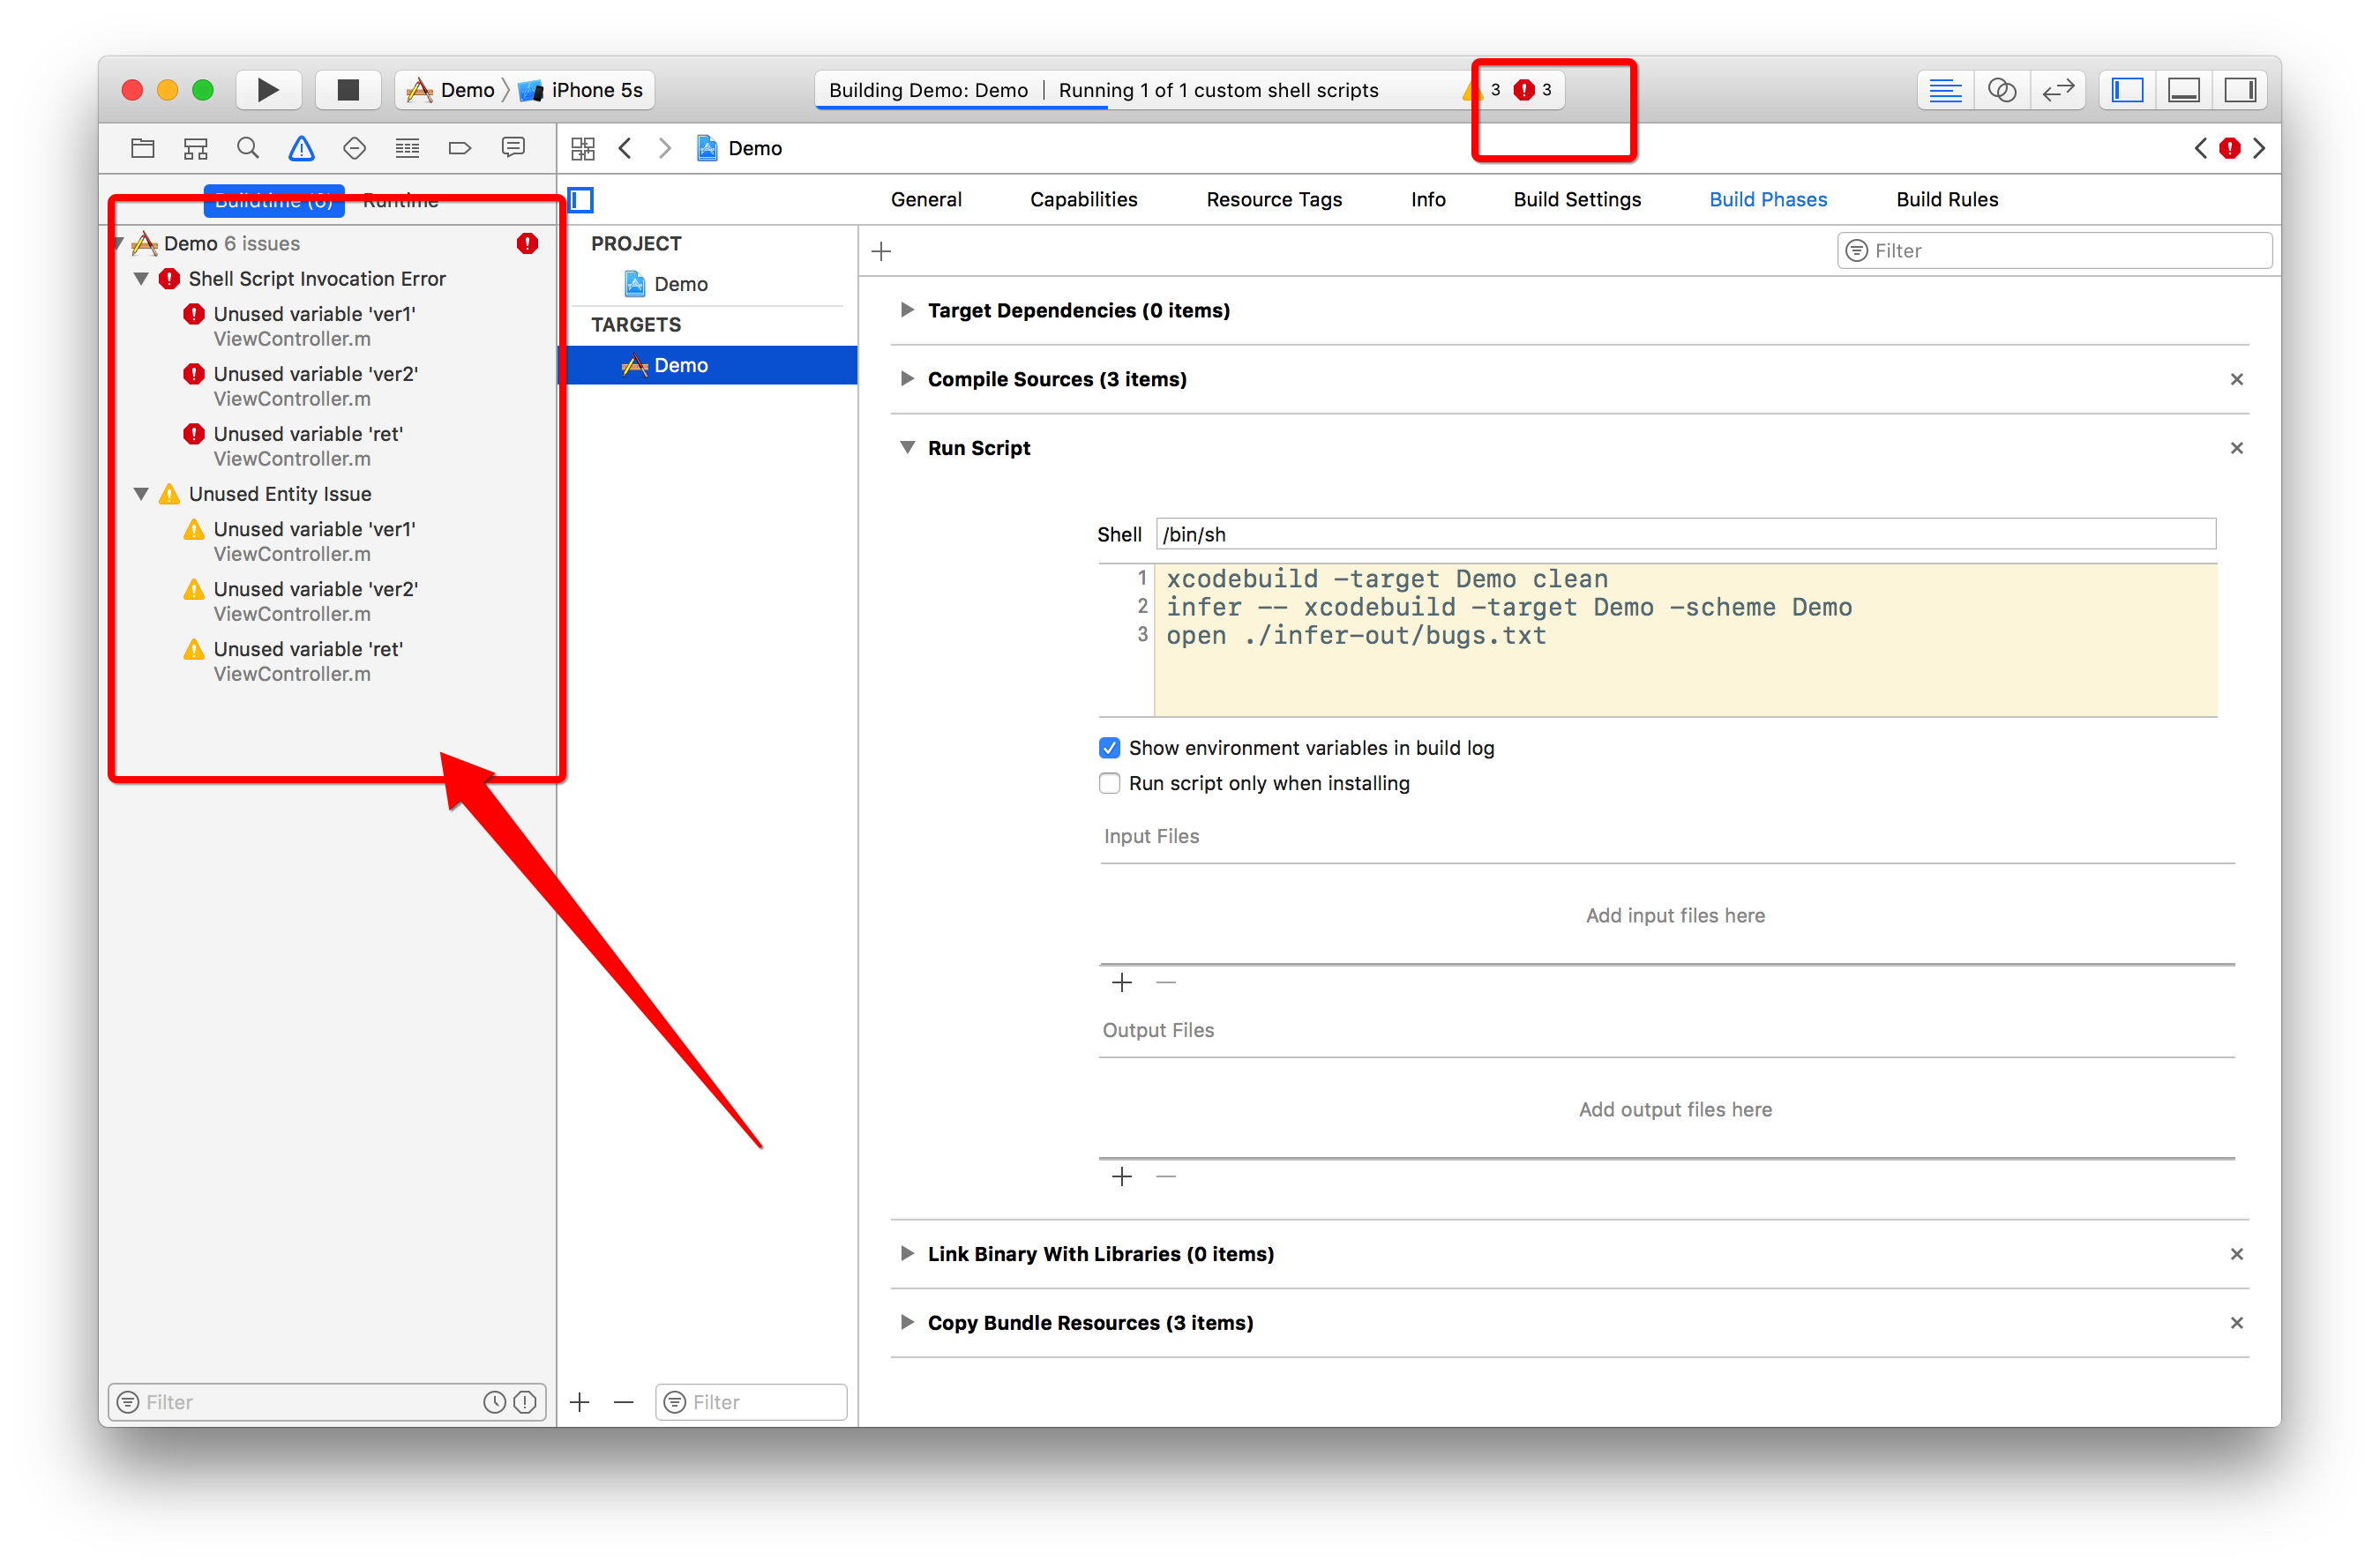 Demo
iPhone 5s
Building Demo: Demo | Running 1 of 1 custom shell scripts
3
3
Demo
Buildtime (6)
Runtime
General
Capabilities
Resource Tags
Info
Build Settings
Build Phases
Build Rules
Demo 6 issues
Shell Script Invocation Error
Unused variable 'ver1'
ViewController.m
Unused variable 'ver2'
ViewController.m
Unused variable 'ret'
ViewController.m
Unused Entity Issue
Unused variable 'ver1'
ViewController.m
Unused variable 'ver2'
ViewController.m
Unused variable 'ret'
ViewController.m
Filter
PROJECT
Demo
TARGETS
Demo
Filter
Filter
Target Dependencies (0 items)
Compile Sources (3 items)
Run Script
Shell /bin/sh
1 xcodebuild -target Demo clean
2 infer -- xcodebuild -target Demo -scheme Demo
3 open ./infer-out/bugs.txt
Show environment variables in build log
Run script only when installing
Input Files
Add input files here
Output Files
Add output files here
Link Binary With Libraries (0 items)
Copy Bundle Resources (3 items)